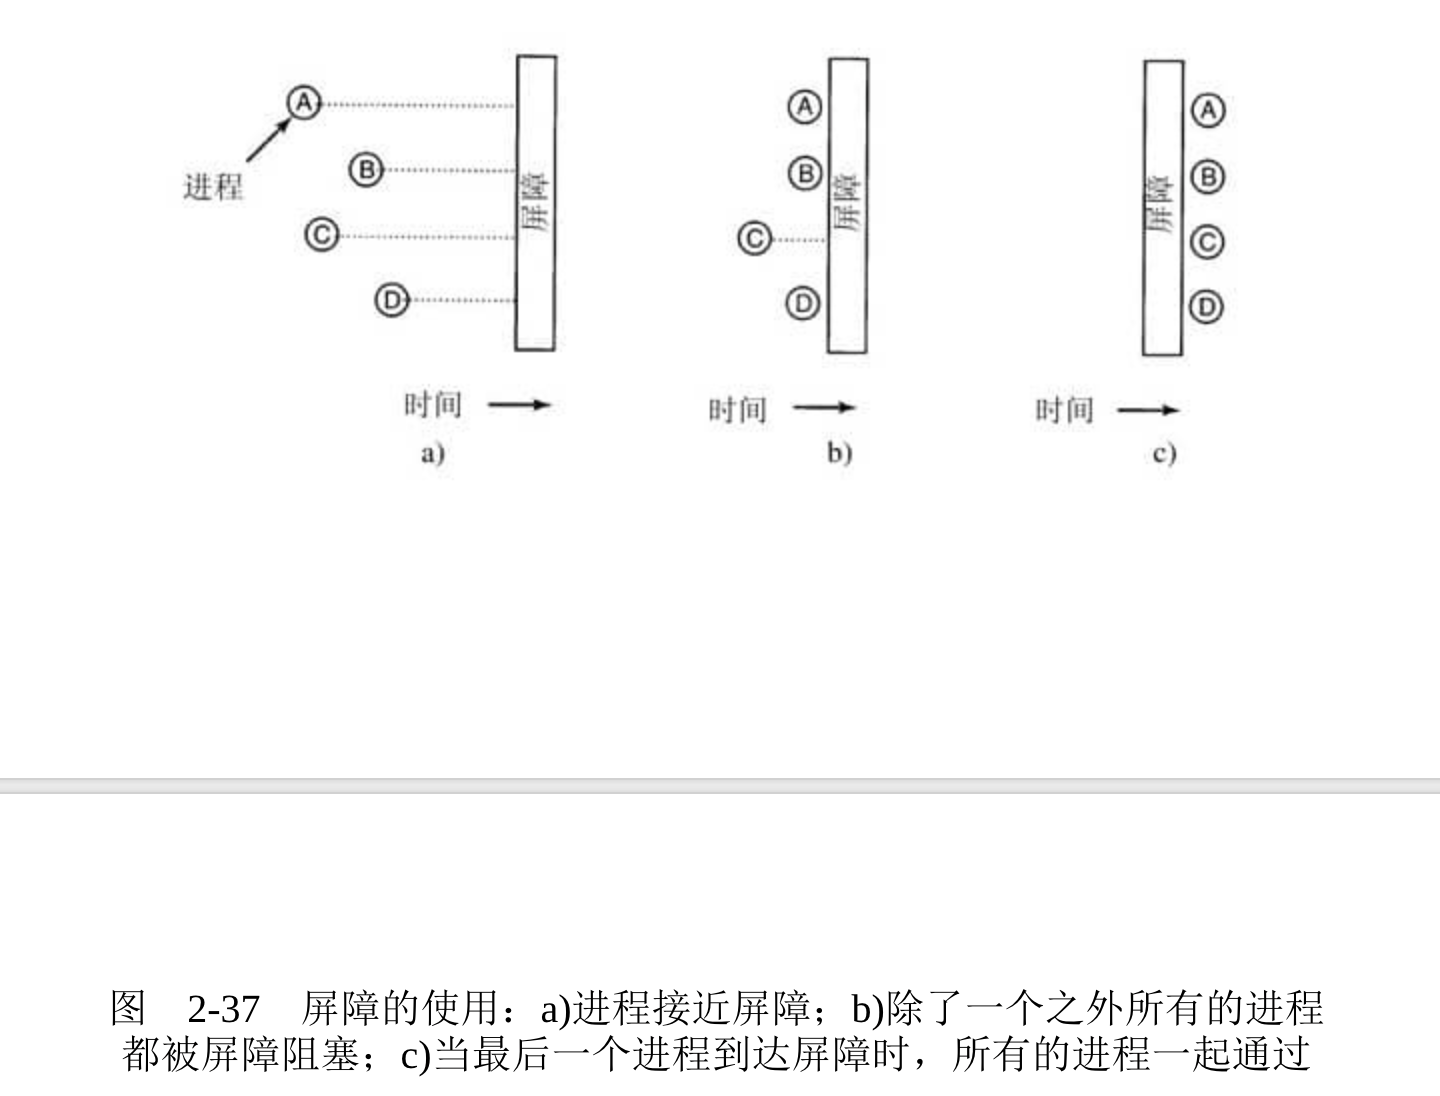 A
B
C
D
进程
屏障
时间
a)
A
B
C
D
屏障
时间
b)
A
B
C
D
屏障
时间
c)
图 2-37 屏障的使用：a)进程接近屏障；b)除了一个之外所有的进程
都被屏障阻塞；c)当最后一个进程到达屏障时，所有的进程一起通过